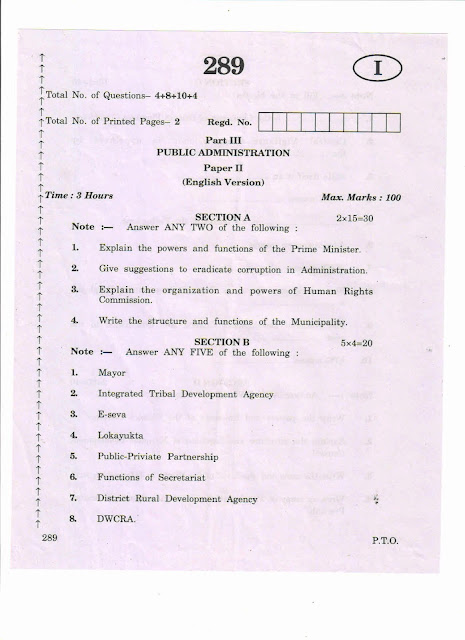 289
I
Total No. of Questions– 4+8+10+4
Total No. of Printed Pages– 2 Regd. No.
Part III
PUBLIC ADMINISTRATION
Paper II
(English Version)
Time : 3 Hours Max. Marks : 100
SECTION A 2×15=30
Note :— Answer ANY TWO of the following :
1. Explain the powers and functions of the Prime Minister.
2. Give suggestions to eradicate corruption in Administration.
3. Explain the organization and powers of Human Rights
Commission.
4. Write the structure and functions of the Municipality.
SECTION B 5×4=20
Note :— Answer ANY FIVE of the following :
1. Mayor
2. Integrated Tribal Development Agency
3. E-seva
4. Lokayukta
5. Public-Priviate Partnership
6. Functions of Secretariat
7. District Rural Development Agency
8. DWCRA.
289 P.T.O.